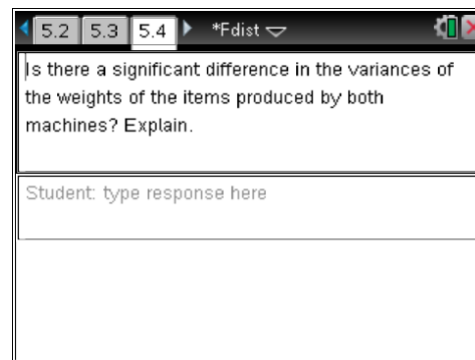 5.2 5.3 5.4 *Fdist
Is there a significant difference in the variances of
the weights of the items produced by both
machines? Explain.
Student: type response here